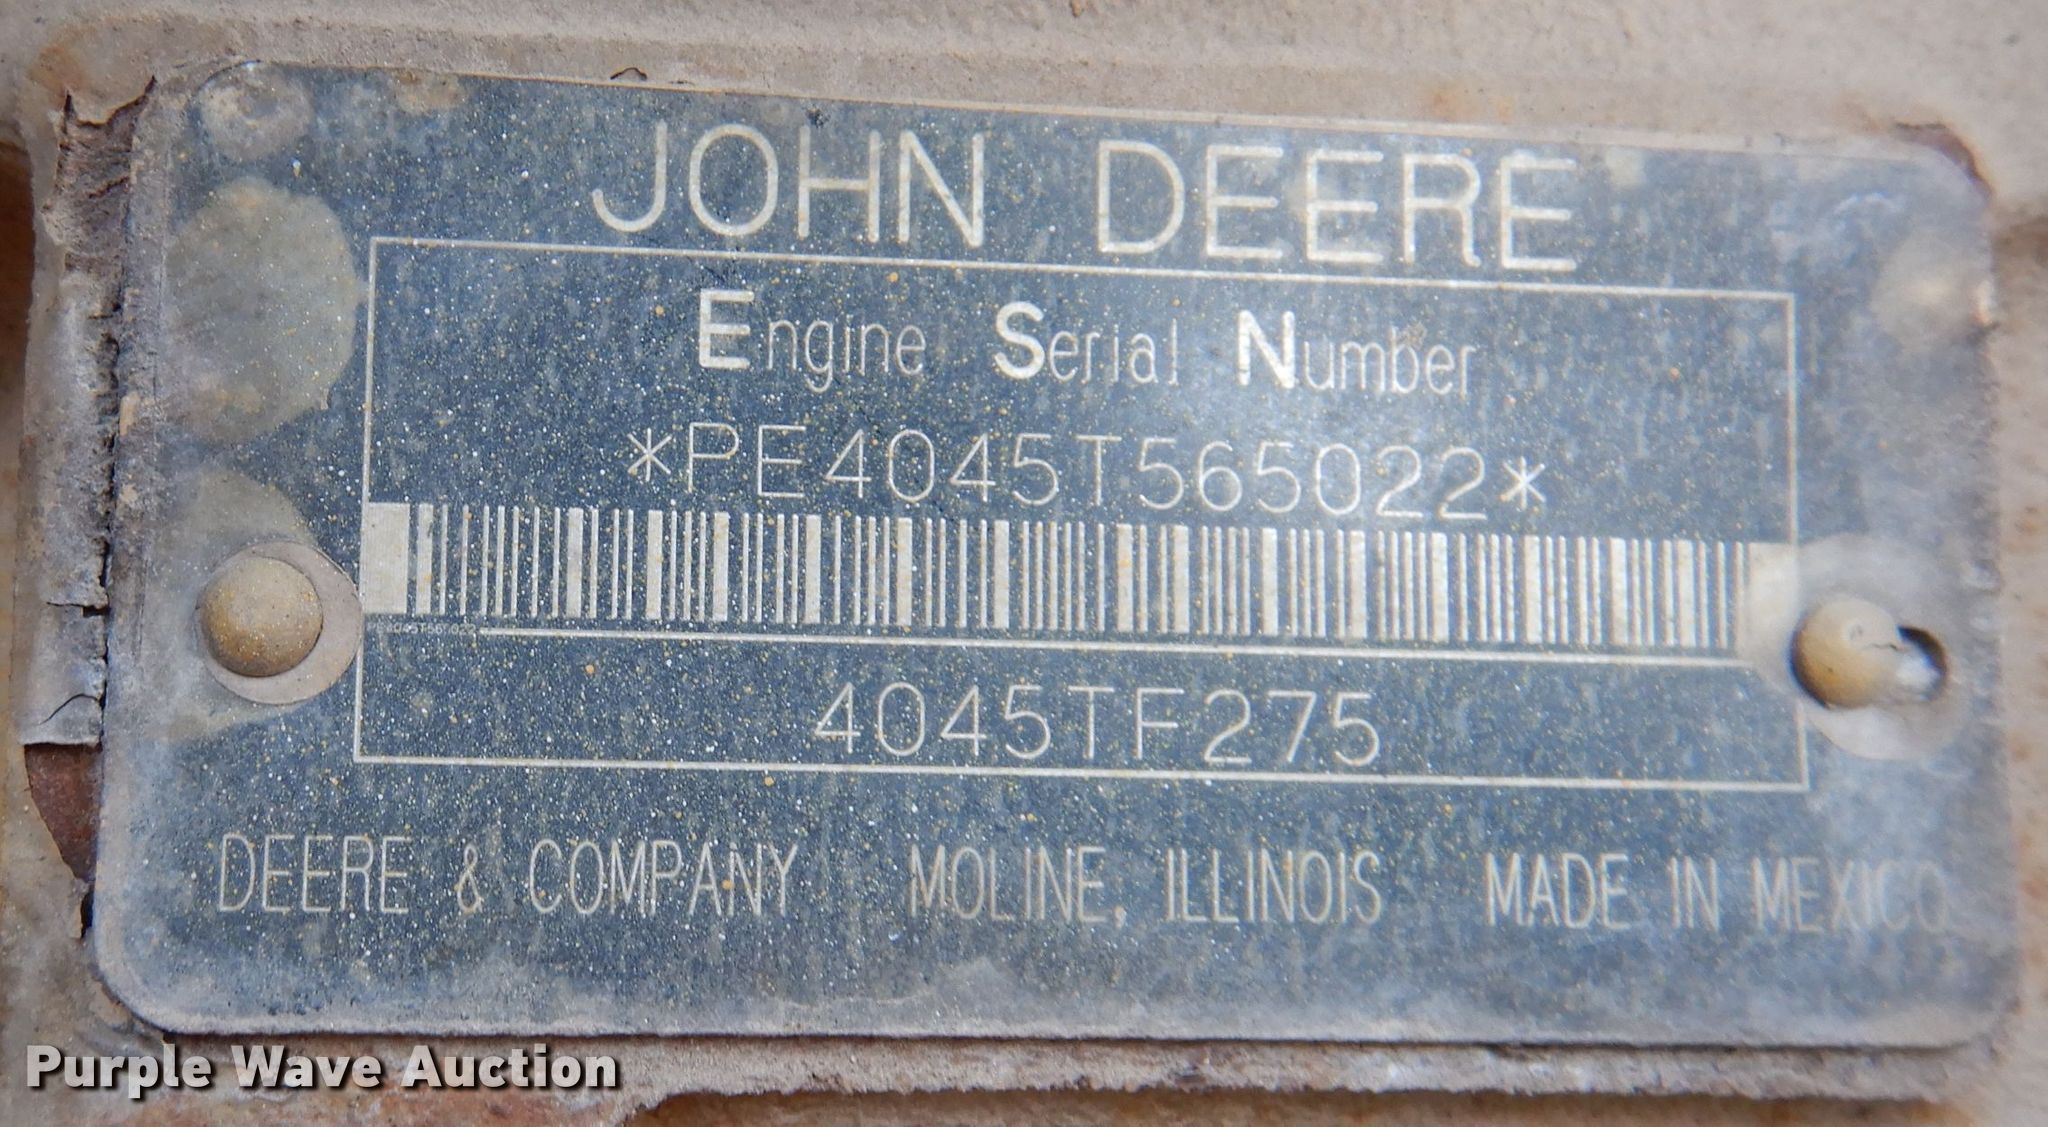 JOHN DEERE
Engine Serial Number
*PE4045T565022*
4045TF275
DEERE & COMPANY MOLINE, ILLINOIS MADE IN MEXICO
Purple Wave Auction